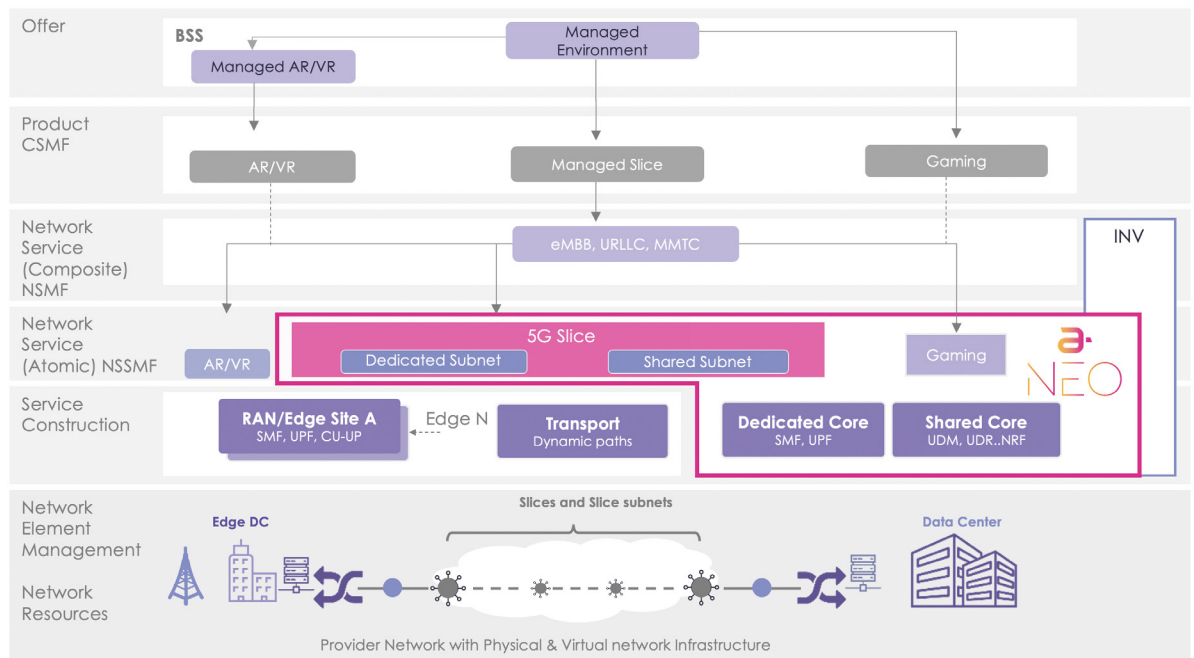 Offer
BSS
Managed
Environment
Managed AR/VR
Product
CSMF
AR/VR
Managed Slice
Gaming
Network
Service
(Composite)
NSMF
eMBB, URLLC, MMTC
INV
Network
Service
(Atomic) NSSMF
AR/VR
5G Slice
Dedicated Subnet
Shared Subnet
Gaming
a.
NEO
Service
Construction
RAN/Edge Site A
SMF, UPF, CU-UP
Edge N
Transport
Dynamic paths
Dedicated Core
SMF, UPF
Shared Core
UDM, UDR..NRF
Network
Element
Management
Network
Resources
Slices and Slice subnets
Edge DC
Data Center
Provider Network with Physical & Virtual network Infrastructure